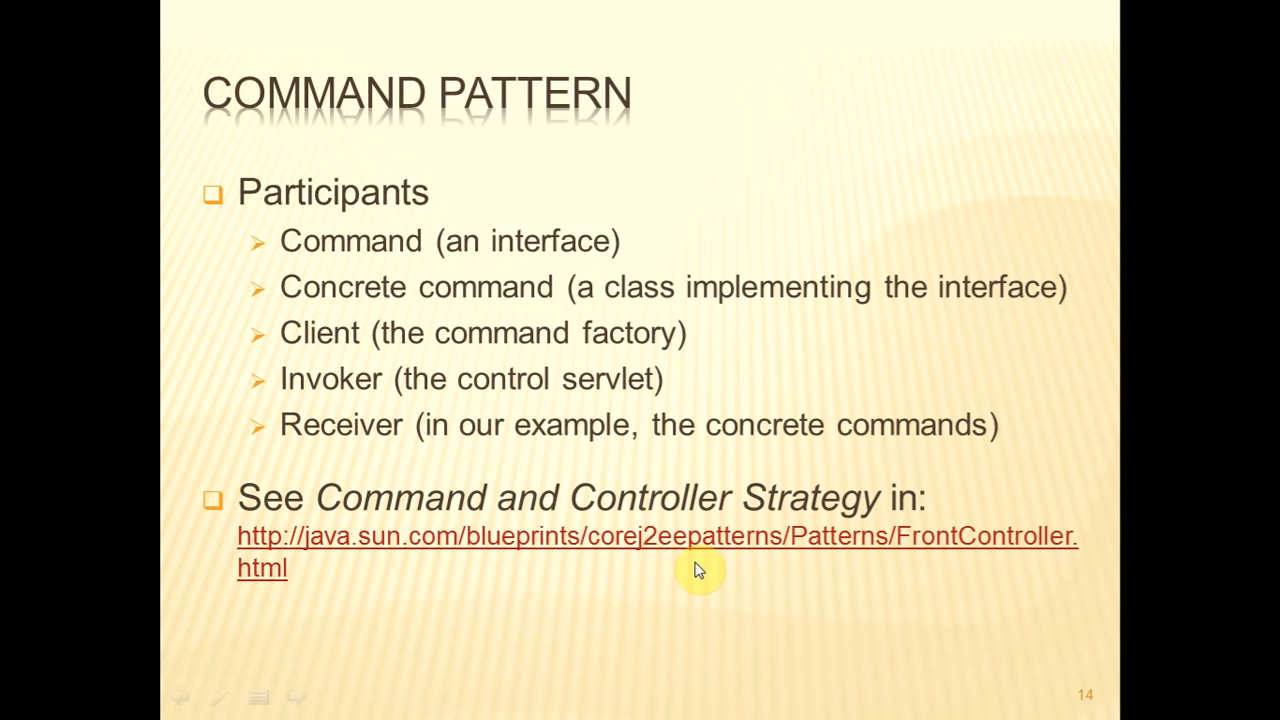 COMMAND PATTERN
Participants
Command (an interface)
Concrete command (a class implementing the interface)
Client (the command factory)
Invoker (the control servlet)
Receiver (in our example, the concrete commands)
See Command and Controller Strategy in:
http://java.sun.com/blueprints/corej2eepatterns/Patterns/FrontController.
html
14